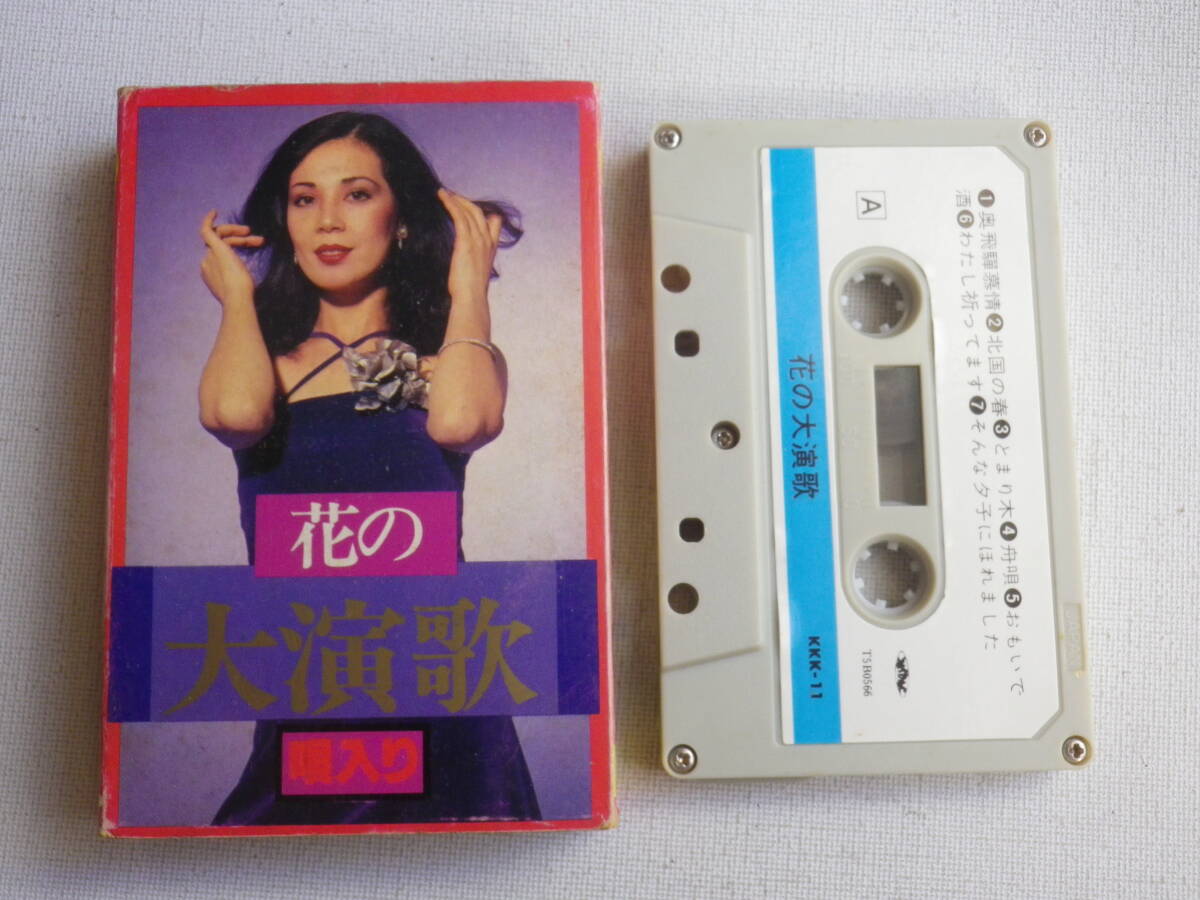 花の
大演歌
唄入り
A
❶奥飛騨慕情❷北国の春❸とまり木❹舟唄❺おもいで
酒❻わたし祈ってます❼そんな夕子にほれました
花の大演歌
KKK-11
TSB0566